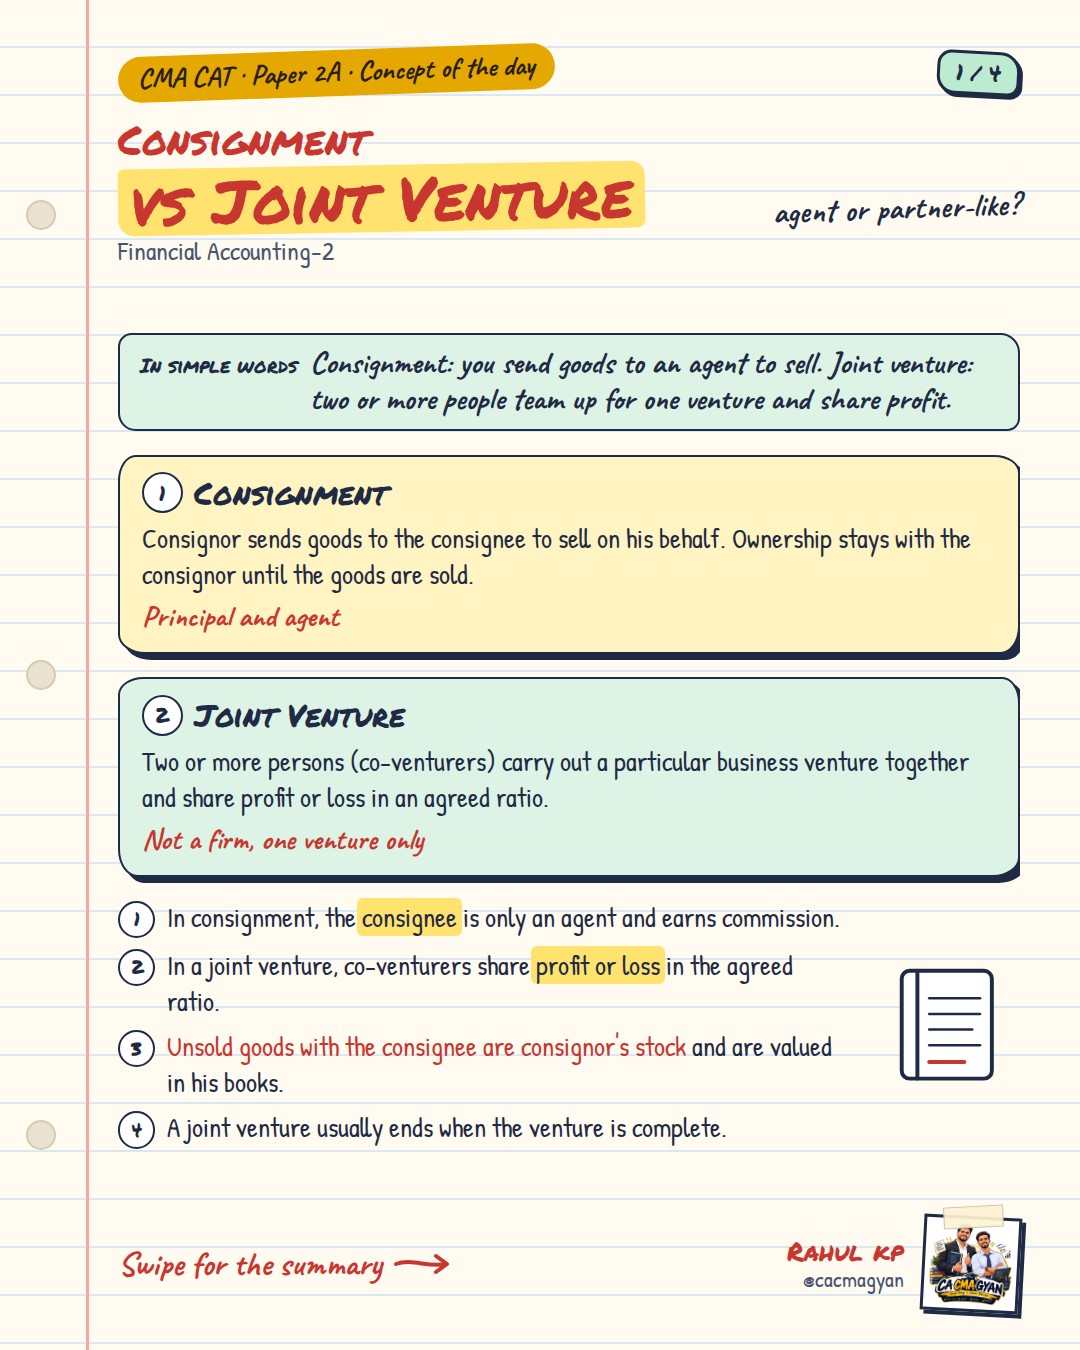 CMA CAT · Paper 2A · Concept of the day
1 / 4
Consignment
vs Joint Venture
agent or partner-like?
Financial Accounting-2
In simple words Consignment: you send goods to an agent to sell. Joint venture:
two or more people team up for one venture and share profit.
1 Consignment
Consignor sends goods to the consignee to sell on his behalf. Ownership stays with the
consignor until the goods are sold.
Principal and agent
2 Joint Venture
Two or more persons (co-venturers) carry out a particular business venture together
and share profit or loss in an agreed ratio.
Not a firm, one venture only
1 In consignment, the consignee is only an agent and earns commission.
2 In a joint venture, co-venturers share profit or loss in the agreed
ratio.
3 Unsold goods with the consignee are consignor's stock and are valued
in his books.
4 A joint venture usually ends when the venture is complete.
Swipe for the summary →
Rahul KP
@cacmagyan
CA CMA GYAN